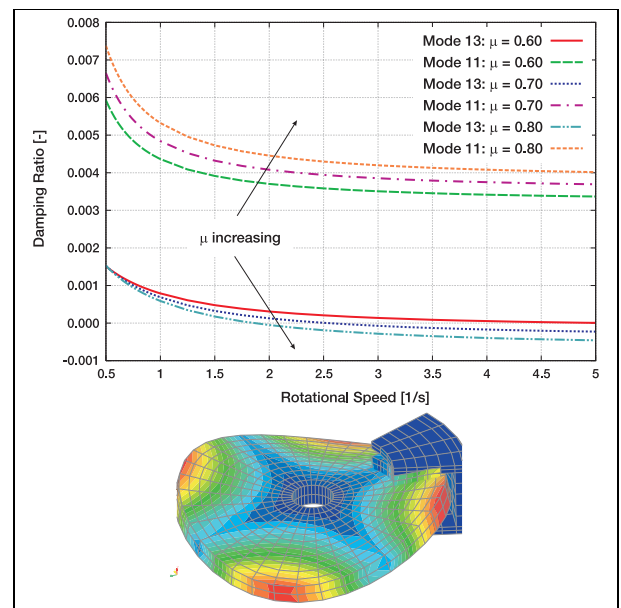 0.008
0.007
0.006
0.005
0.004
0.003
0.002
0.001
0.000
-0.001
Damping Ratio [-]
Mode 13: μ = 0.60
Mode 11: μ = 0.60
Mode 13: μ = 0.70
Mode 11: μ = 0.70
Mode 13: μ = 0.80
Mode 11: μ = 0.80
μ increasing
0.5 1 1.5 2 2.5 3 3.5 4 4.5 5
Rotational Speed [1/s]